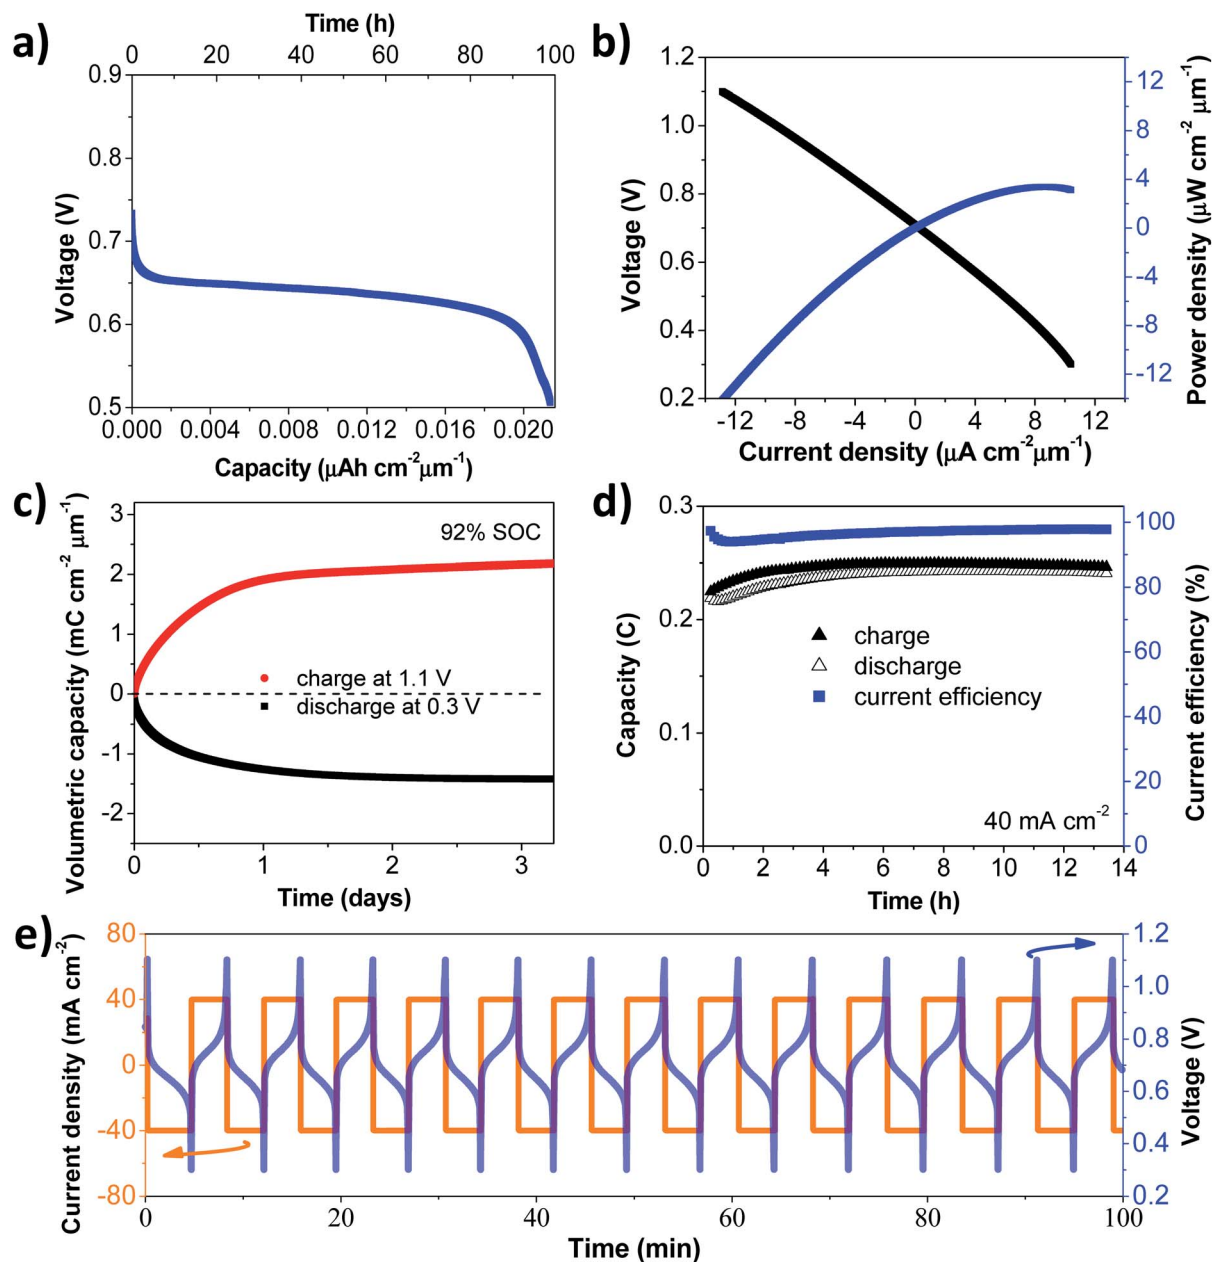 a)
Time (h)
0 20 40 60 80 100
0.9
0.8
0.7
0.6
0.5
Voltage (V)
0.000 0.004 0.008 0.012 0.016 0.020
Capacity (μAh cm-2μm-1)
b)
1.2
1.0
0.8
0.6
0.4
0.2
Voltage (V)
12
8
4
0
-4
-8
-12
Power density (μW cm-2 μm-1)
-12 -8 -4 0 4 8 12
Current density (μA cm-2μm-1)
c)
3
2
1
0
-1
-2
Volumetric capacity (mC cm-2 μm-1)
92% SOC
charge at 1.1 V
discharge at 0.3 V
0 1 2 3
Time (days)
d)
0.3
0.2
0.1
0.0
Capacity (C)
charge
discharge
current efficiency
40 mA cm-2
100
80
60
40
20
0
Current efficiency (%)
0 2 4 6 8 10 12 14
Time (h)
e)
80
40
0
-40
-80
Current density (mA cm-2)
1.2
1.0
0.8
0.6
0.4
0.2
Voltage (V)
0 20 40 60 80 100
Time (min)